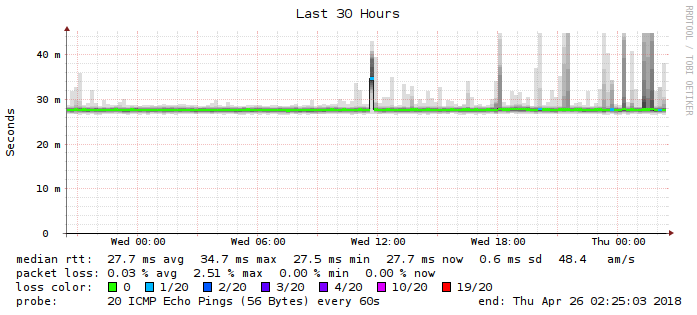 Last 30 Hours
RRDTOOL / TOBI OETIKER
Seconds
40 m
30 m
20 m
10 m
0
Wed 00:00 Wed 06:00 Wed 12:00 Wed 18:00 Thu 00:00
median rtt: 27.7 ms avg 34.7 ms max 27.5 ms min 27.7 ms now 0.6 ms sd 48.4 am/s
packet loss: 0.03 % avg 2.51 % max 0.00 % min 0.00 % now
loss color: 0 1/20 2/20 3/20 4/20 10/20 19/20
probe: 20 ICMP Echo Pings (56 Bytes) every 60s end: Thu Apr 26 02:25:03 2018